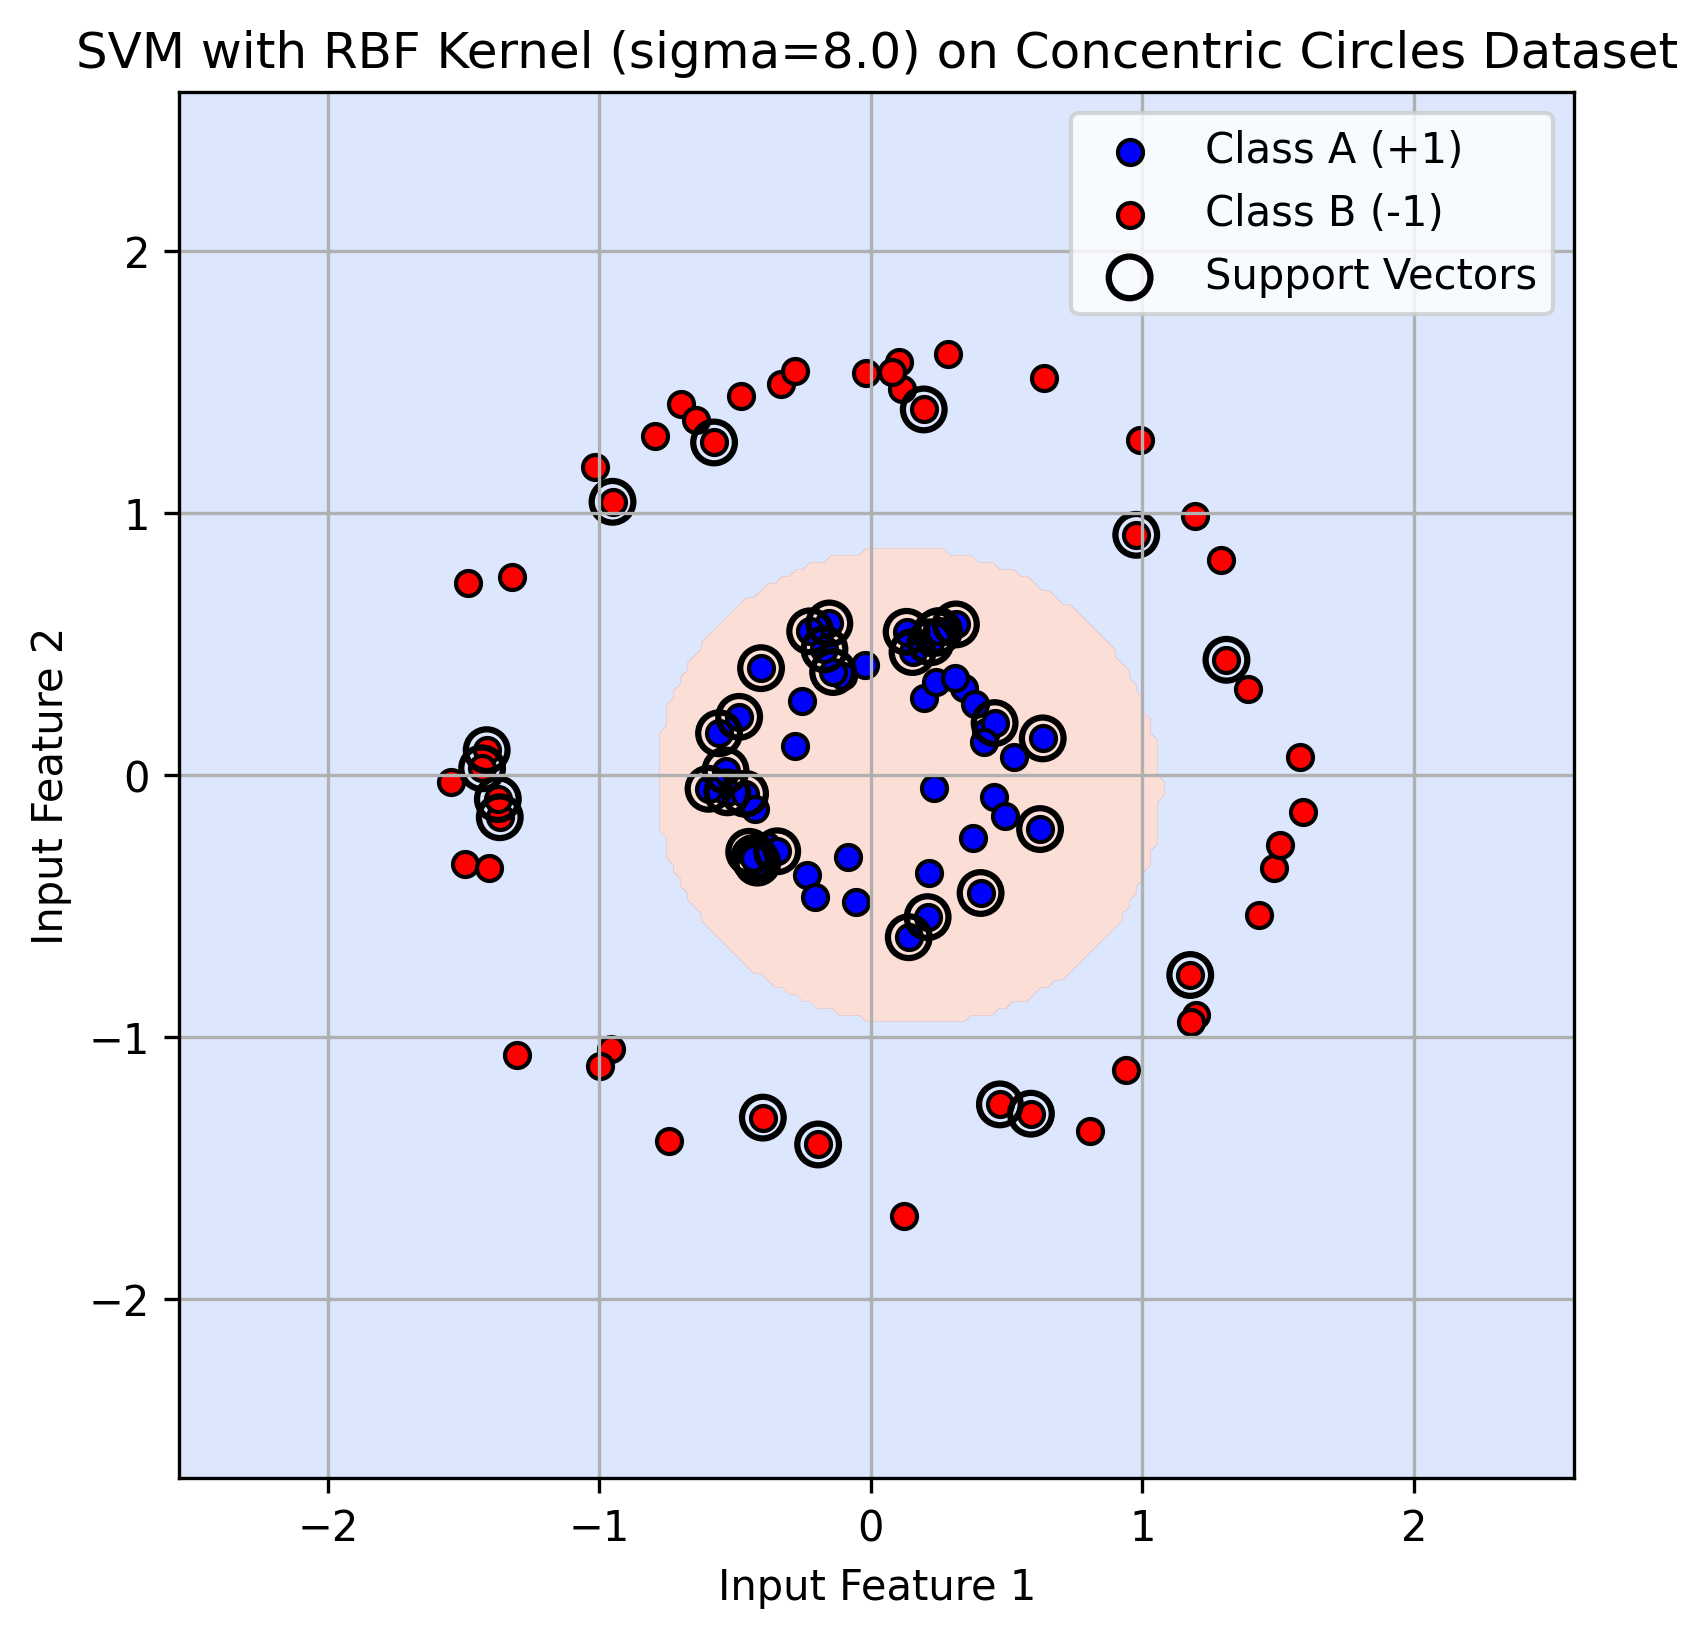 SVM with RBF Kernel (sigma=8.0) on Concentric Circles Dataset
Class A (+1)
Class B (-1)
Support Vectors
2
1
0
−1
−2
Input Feature 2
−2
−1
0
1
2
Input Feature 1